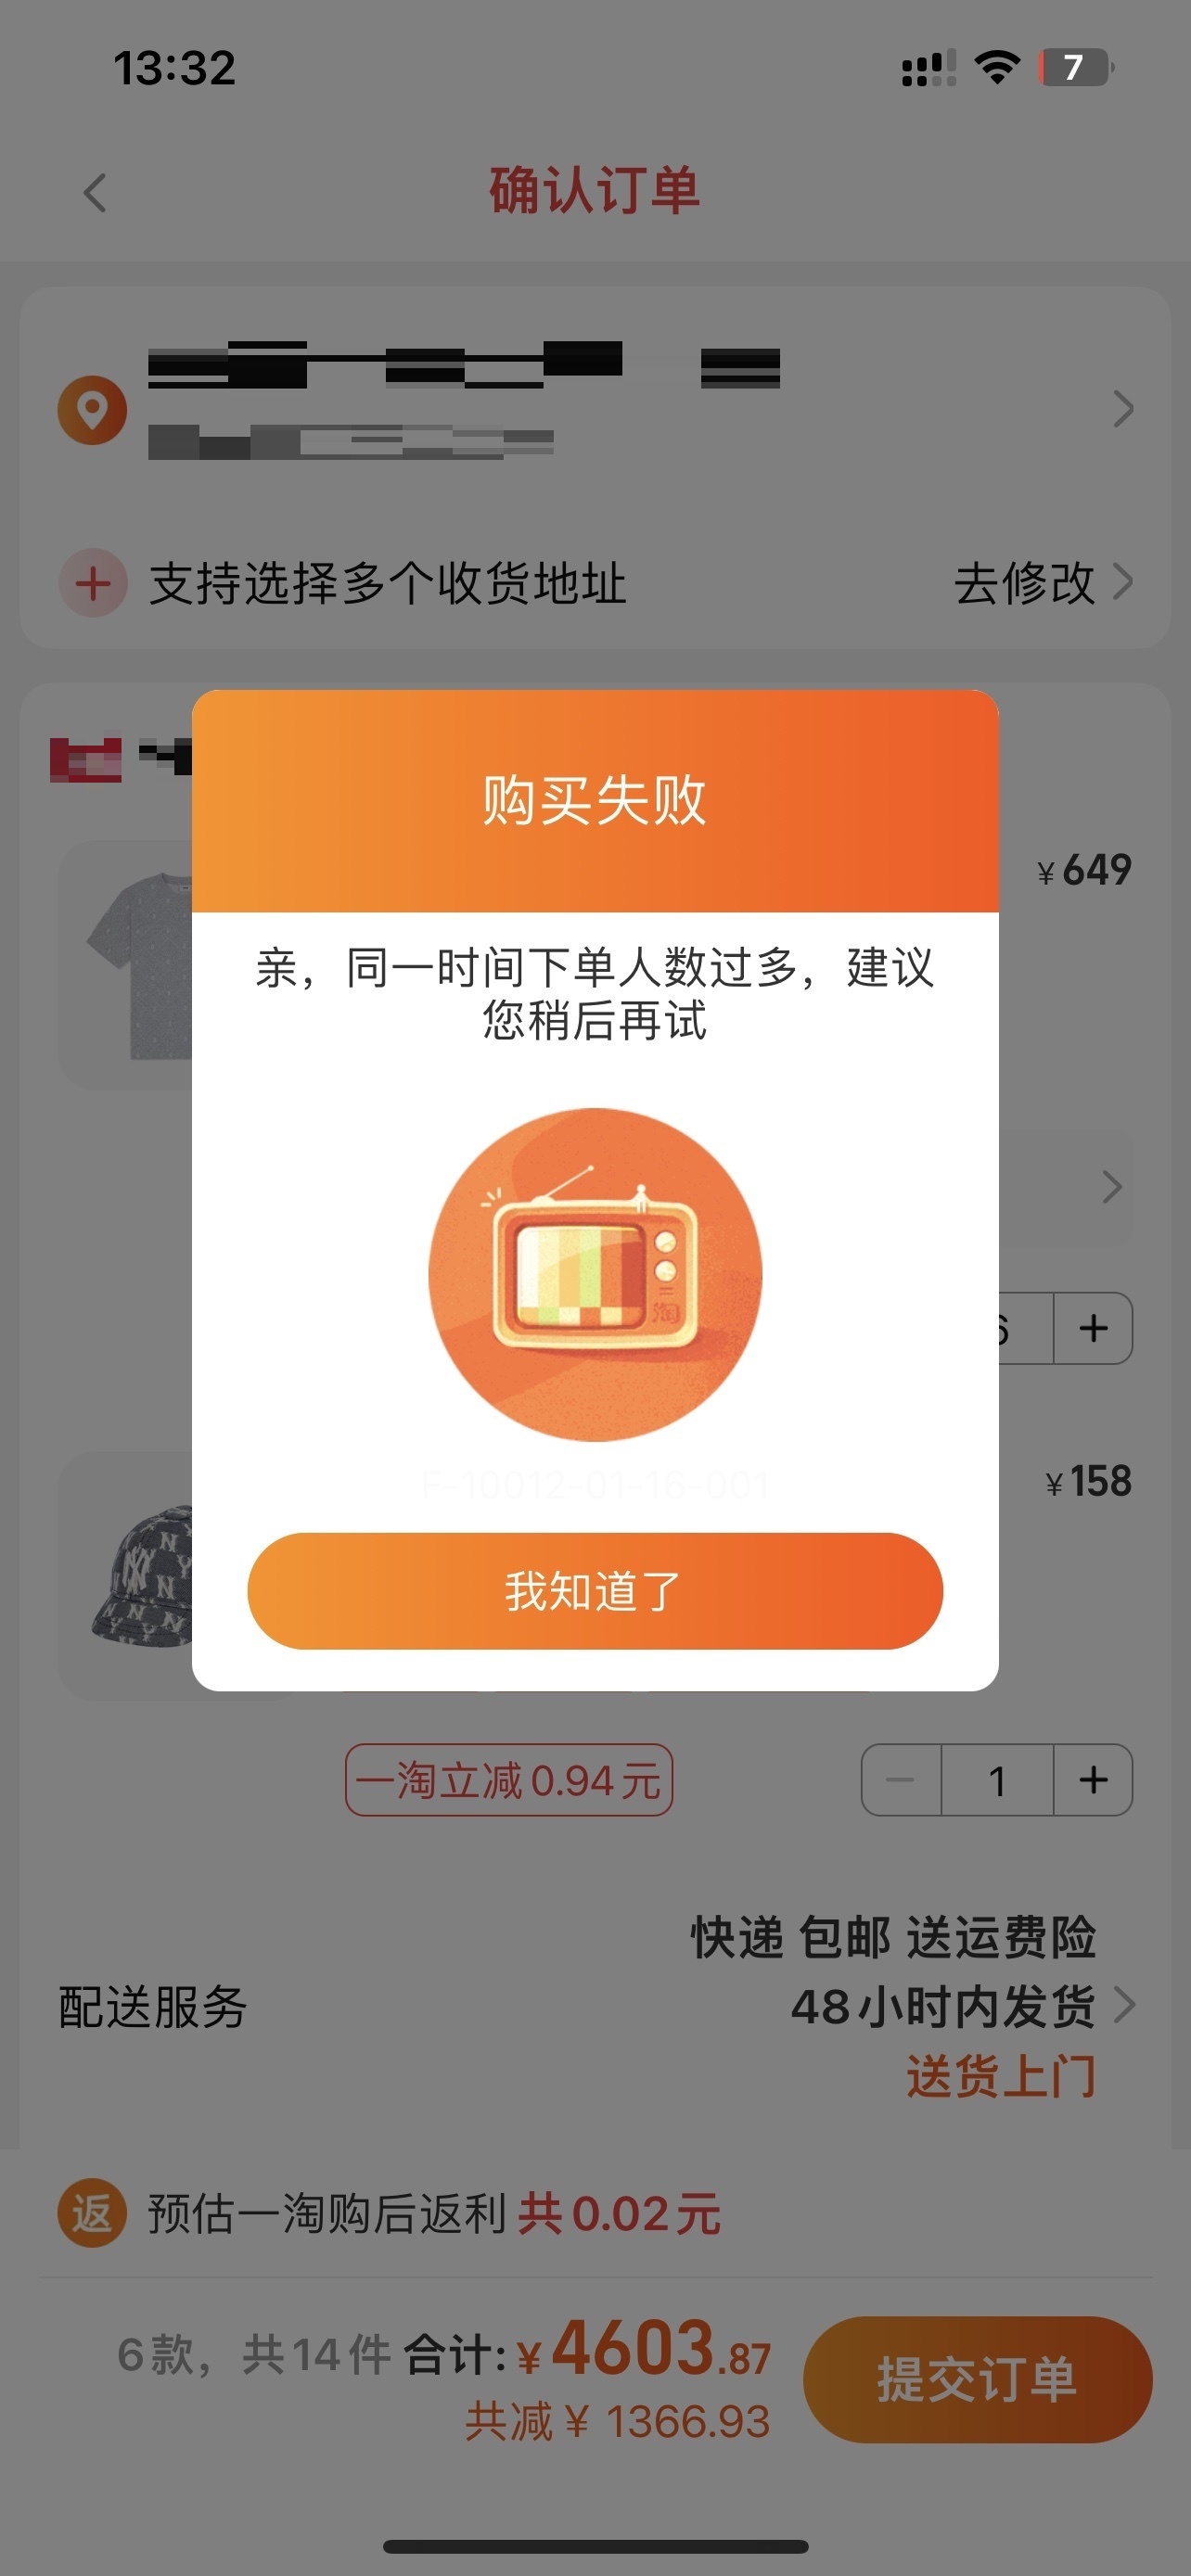 13:32
7
确认订单
支持选择多个收货地址
去修改
购买失败
¥649
亲，同一时间下单人数过多，建议
您稍后再试
淘
+
F-10012-01-16-001
¥158
我知道了
一淘立减0.94元
1 +
快递 包邮 送运费险
配送服务
48小时内发货
送货上门
返 预估一淘购后返利共0.02元
6款，共14件 合计:¥4603.87
提交订单
共减¥ 1366.93